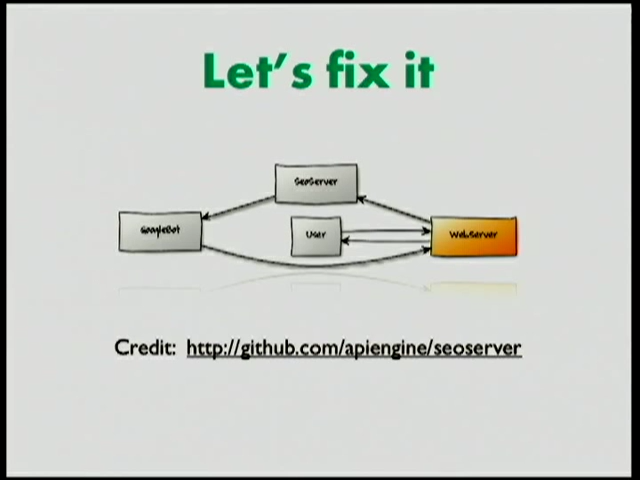 Let's fix it
SeoServer
GoogleBot
User
WebServer
Credit: http://github.com/apiengine/seoserver